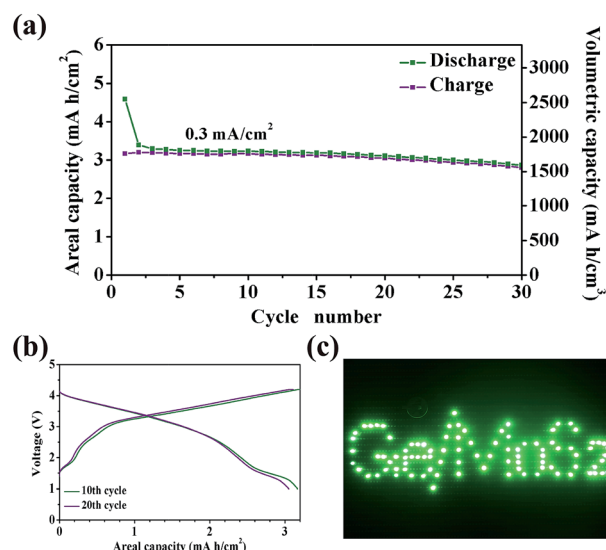 (a)
6
5
4
3
2
1
0
Areal capacity (mA h/cm²)
Discharge
Charge
0.3 mA/cm²
3000
2500
2000
1500
1000
500
0
Volumetric capacity (mA h/cm³)
0 5 10 15 20 25 30
Cycle number
(b)
5
4
3
2
1
0
Voltage (V)
10th cycle
20th cycle
0 1 2 3
Areal capacity (mA h/cm²)
(c)
Ge/MnS2